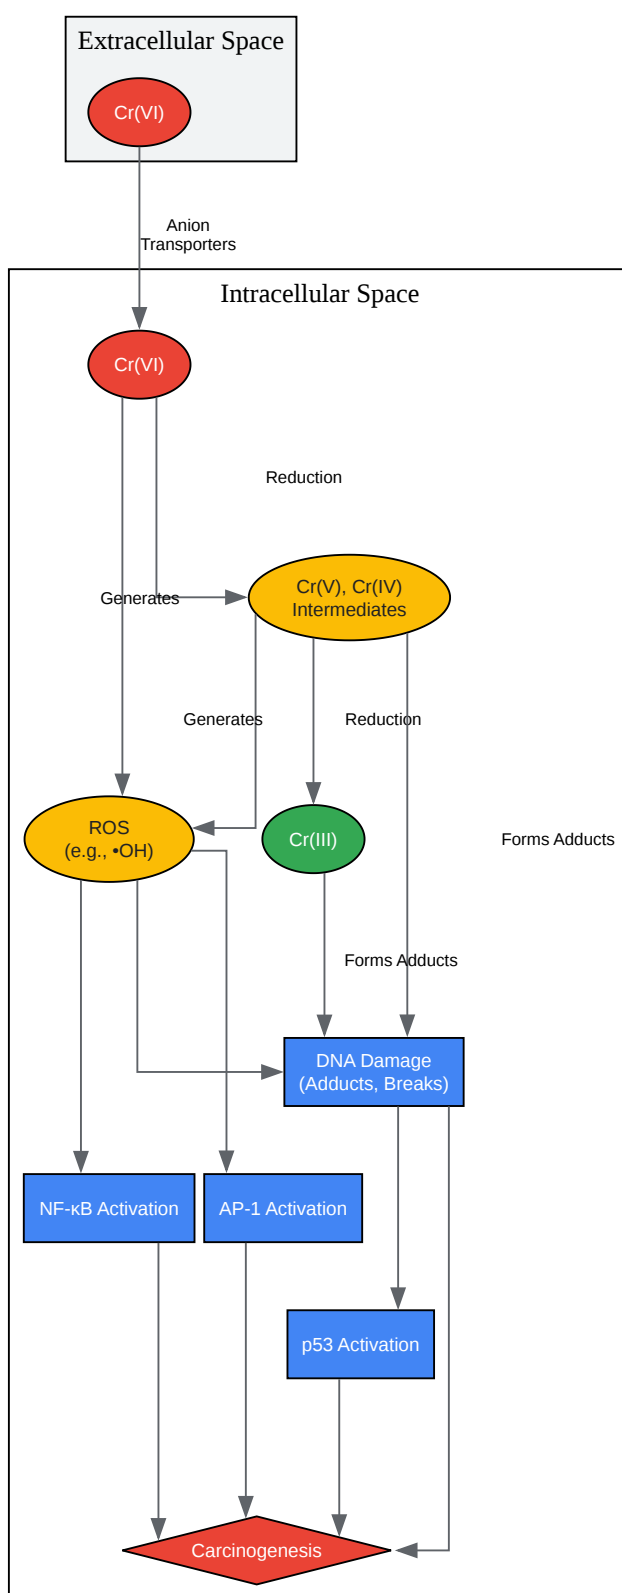 Extracellular Space
Cr(VI)
Anion
Transporters
Intracellular Space
Cr(VI)
Reduction
Cr(V), Cr(IV)
Intermediates
Generates
Generates
Reduction
ROS
(e.g., •OH)
Cr(III)
Forms Adducts
Forms Adducts
DNA Damage
(Adducts, Breaks)
NF-κB Activation
AP-1 Activation
p53 Activation
Carcinogenesis